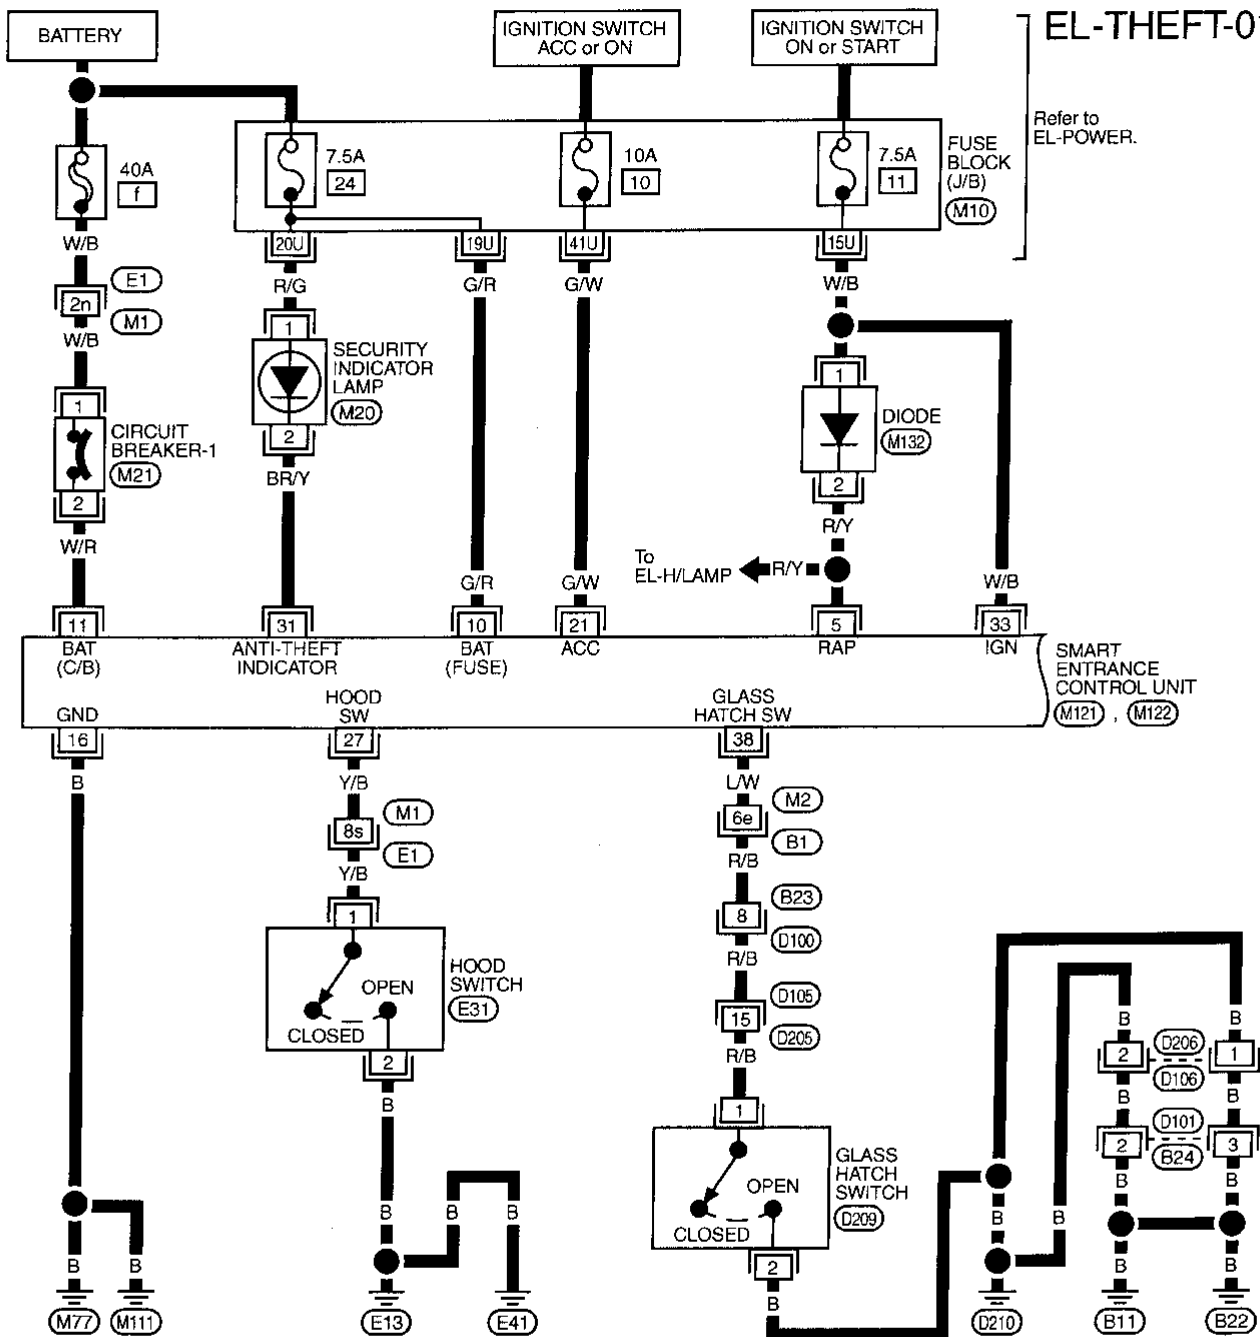 EL-THEFT-0
BATTERY
IGNITION SWITCH
ACC or ON
IGNITION SWITCH
ON or START
Refer to
EL-POWER.
40A
f
7.5A
24
10A
10
7.5A
11
FUSE
BLOCK
(J/B)
M10
W/B
20U
19U
41U
15U
E1
2n
M1
R/G
G/R
G/W
W/B
W/B
1
SECURITY
INDICATOR
LAMP
M20
2
1
CIRCUIT
BREAKER-1
M21
2
1
DIODE
M132
2
BR/Y
R/Y
W/R
To
EL-H/LAMP
R/Y
G/R
G/W
W/B
11
31
10
21
5
33
BAT
(C/B)
ANTI-THEFT
INDICATOR
BAT
(FUSE)
ACC
RAP
IGN
SMART
ENTRANCE
CONTROL UNIT
M121 , M122
GND
HOOD
SW
GLASS
HATCH SW
16
27
38
B
Y/B
L/W
M1
8s
E1
M2
6e
B1
Y/B
R/B
1
B23
8
D100
R/B
OPEN
CLOSED
HOOD
SWITCH
E31
2
D105
15
D205
R/B
B
1
OPEN
CLOSED
GLASS
HATCH
SWITCH
D209
2
B
B
2
D206
1
D106
B
B
D101
2
3
B24
B
B
B
B
B
B
B
B
B
B
B
B
B
M77
M111
E13
E41
D210
B11
B22